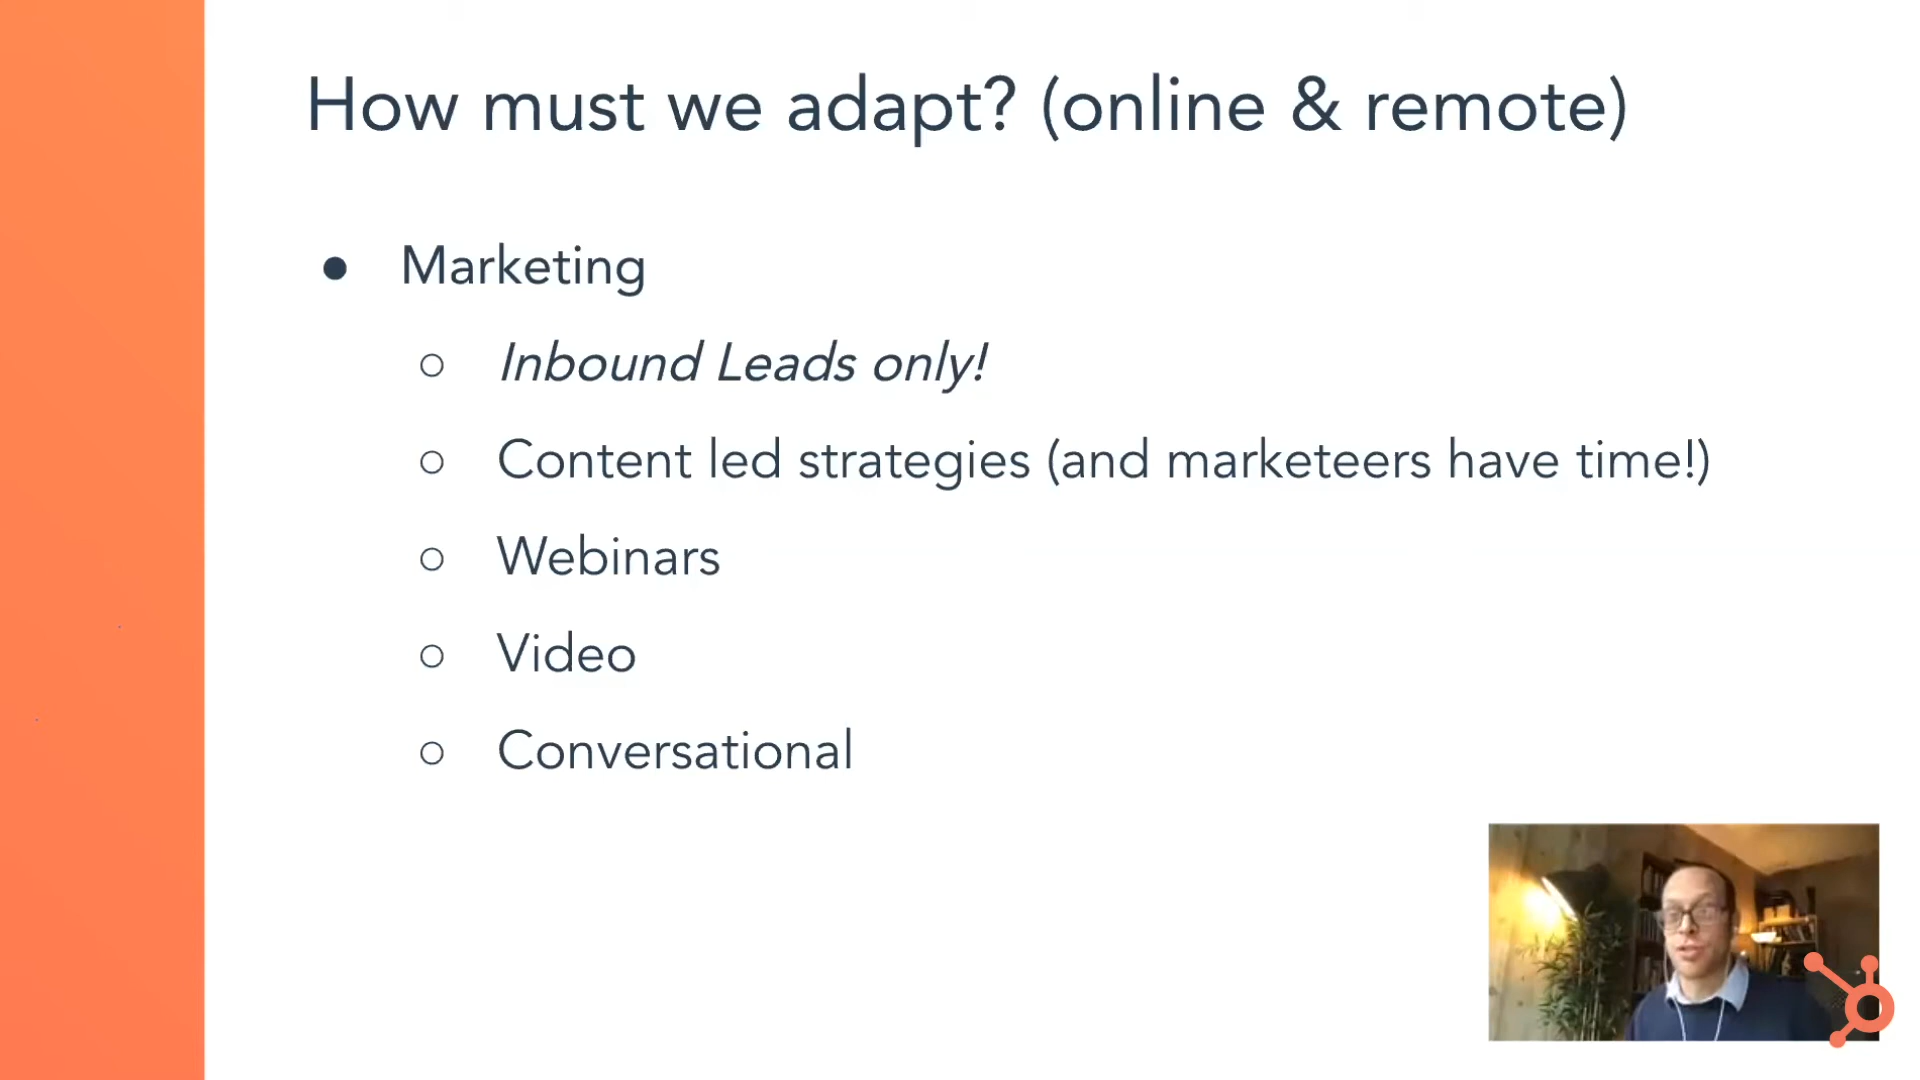 How must we adapt? (online & remote)
● Marketing
○ Inbound Leads only!
○ Content led strategies (and marketeers have time!)
○ Webinars
○ Video
○ Conversational